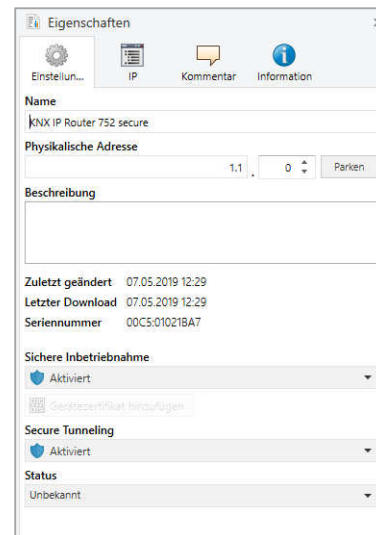 Eigenschaften
Einstellun... IP Kommentar Information
Name
KNX IP Router 752 secure
Physikalische Adresse
1.1 . 0 Parken
Beschreibung
Zuletzt geändert 07.05.2019 12:29
Letzter Download 07.05.2019 12:29
Seriennummer 00C5:01021BA7
Sichere Inbetriebnahme
Aktiviert
Gerätezertifikat hinzufügen
Secure Tunneling
Aktiviert
Status
Unbekannt